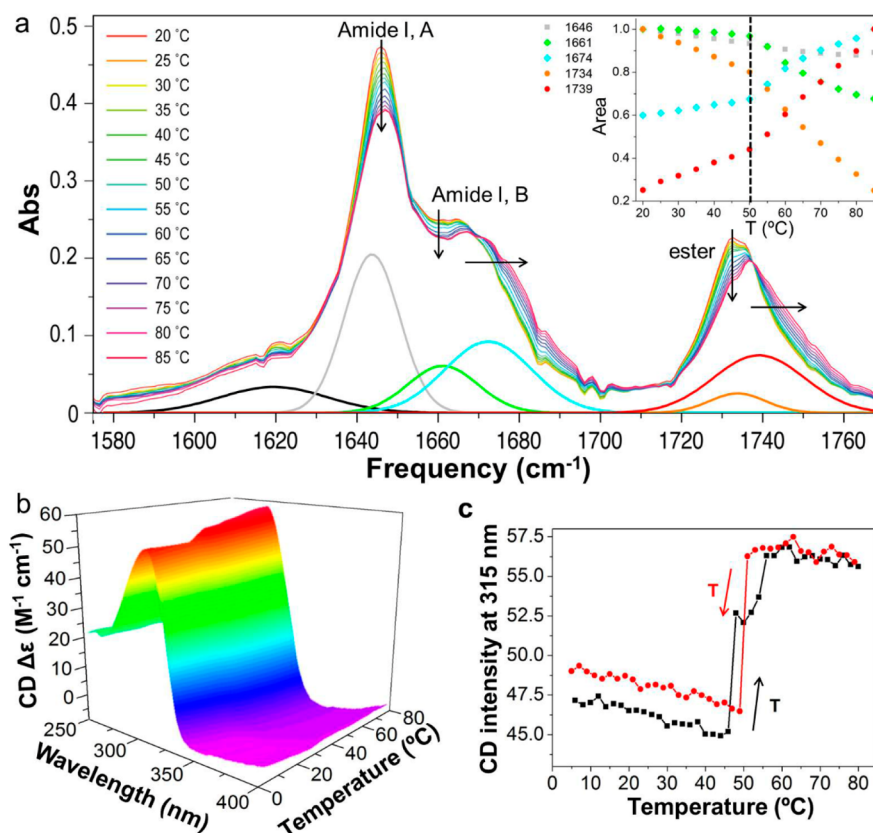 a
0.5
0.4
0.3
0.2
0.1
0
Abs
20 °C
25 °C
30 °C
35 °C
40 °C
45 °C
50 °C
55 °C
60 °C
65 °C
70 °C
75 °C
80 °C
85 °C
Amide I, A
Amide I, B
ester
1646
1661
1674
1734
1739
1.0
0.8
0.6
0.4
0.2
Area
20 30 40 50 60 70 80
T (ºC)
1580 1600 1620 1640 1660 1680 1700 1720 1740 1760
Frequency (cm-1)
b
60
50
40
30
20
10
0
CD Δε (M-1 cm-1)
250
300
350
400
Wavelength (nm)
0
20
40
60
80
Temperature (ºC)
c
57.5
55.0
52.5
50.0
47.5
45.0
CD intensity at 315 nm
T
T
0 10 20 30 40 50 60 70 80
Temperature (ºC)